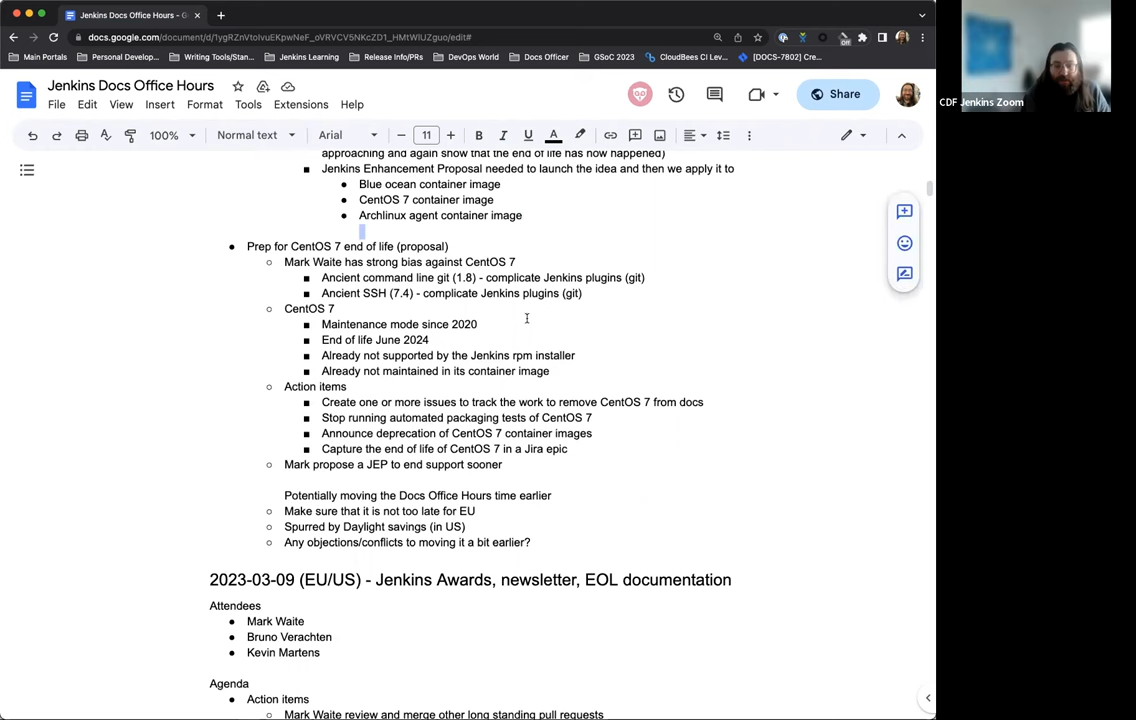 Jenkins Docs Office Hours - G
docs.google.com/document/d/1ygRZnVtoIvuEKpwNeF_oVRVCV5NKcZD1_HMtWlUZguo/edit#
Main Portals
Personal Develop...
Writing Tools/Stan...
Jenkins Learning
Release Info/PRs
DevOps World
Docs Officer
GSoC 2023
CloudBees CI Lev...
[DOCS-7802] Cre...
CDF Jenkins Zoom
Jenkins Docs Office Hours
File Edit View Insert Format Tools Extensions Help
Share
100% Normal text Arial 11
approaching and again show that the end of life has now happened)
Jenkins Enhancement Proposal needed to launch the idea and then we apply it to
Blue ocean container image
CentOS 7 container image
Archlinux agent container image
Prep for CentOS 7 end of life (proposal)
Mark Waite has strong bias against CentOS 7
Ancient command line git (1.8) - complicate Jenkins plugins (git)
Ancient SSH (7.4) - complicate Jenkins plugins (git)
CentOS 7
Maintenance mode since 2020
End of life June 2024
Already not supported by the Jenkins rpm installer
Already not maintained in its container image
Action items
Create one or more issues to track the work to remove CentOS 7 from docs
Stop running automated packaging tests of CentOS 7
Announce deprecation of CentOS 7 container images
Capture the end of life of CentOS 7 in a Jira epic
Mark propose a JEP to end support sooner
Potentially moving the Docs Office Hours time earlier
Make sure that it is not too late for EU
Spurred by Daylight savings (in US)
Any objections/conflicts to moving it a bit earlier?
2023-03-09 (EU/US) - Jenkins Awards, newsletter, EOL documentation
Attendees
Mark Waite
Bruno Verachten
Kevin Martens
Agenda
Action items
Mark Waite review and merge other long standing pull requests